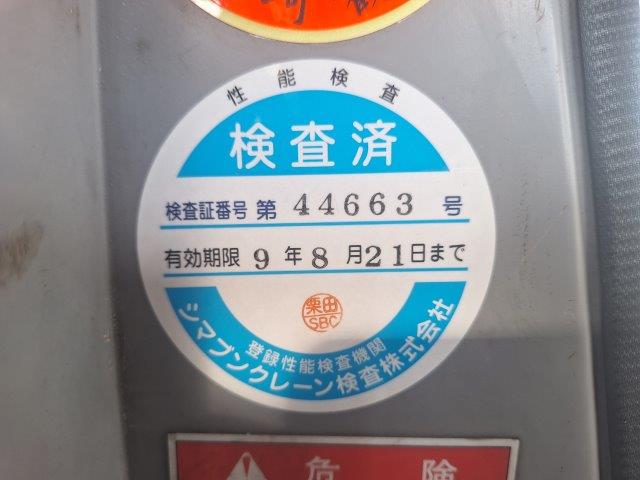 性能検査
検査済
検査証番号 第 44663 号
有効期限 9 年 8 月 21 日まで
栗田
SBC
登録性能検査機関
シマブンクレーン検査株式会社
危険